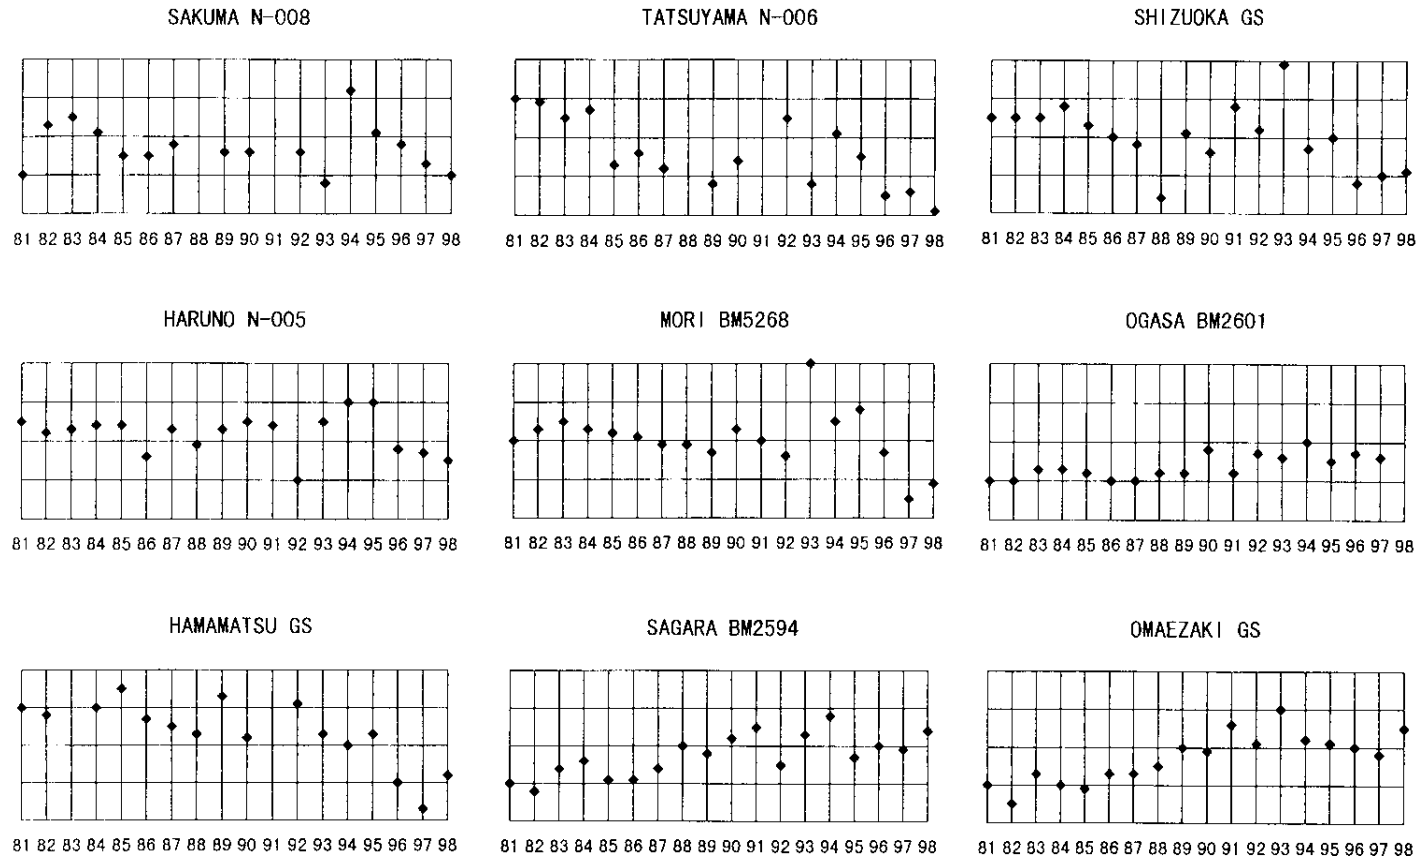 SAKUMA N-008 TATSUYAMA N-006 SHIZUOKA GS
81 82 83 84 85 86 87 89 90 91 92 93 94 95 96 97 98 81 82 83 84 85 86 87 88 89 90 91 92 93 94 95 96 97 98 81 82 83 84 85 86 87 88 89 90 91 92 93 94 95 96 97 98
HARUNO N-005 MORI BM5268 OGASA BM2601
81 82 83 84 85 86 87 88 89 90 91 92 93 94 95 96 97 98 81 82 83 84 85 86 87 88 89 90 91 92 93 94 95 96 97 98 81 82 83 84 85 86 87 88 89 90 91 92 93 94 95 96 97 98
HAMAMATSU GS SAGARA BM2594 OMAEZAKI GS
81 82 83 84 85 86 87 88 89 90 91 92 93 94 95 96 97 98 81 82 83 84 85 86 87 88 89 90 91 92 93 94 95 96 97 98 81 82 83 84 85 86 87 88 89 90 91 92 93 94 95 96 97 98